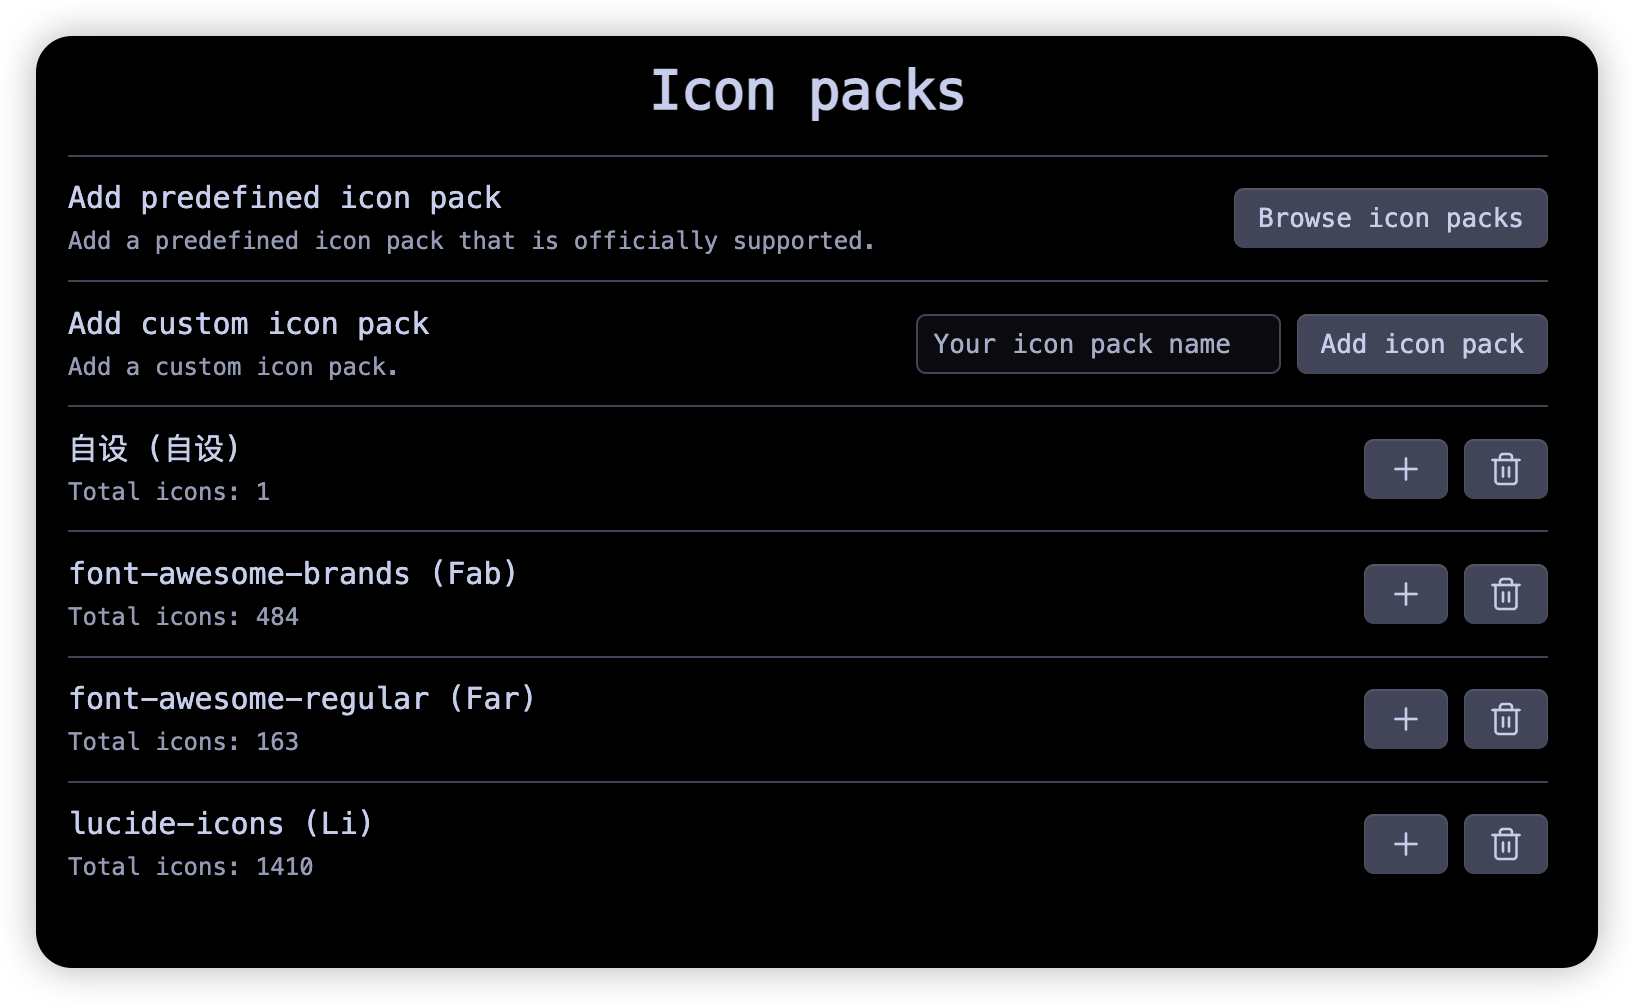 Icon packs
Add predefined icon pack
Add a predefined icon pack that is officially supported.
Browse icon packs
Add custom icon pack
Add a custom icon pack.
Your icon pack name
Add icon pack
自设 (自设)
Total icons: 1
font-awesome-brands (Fab)
Total icons: 484
font-awesome-regular (Far)
Total icons: 163
lucide-icons (Li)
Total icons: 1410